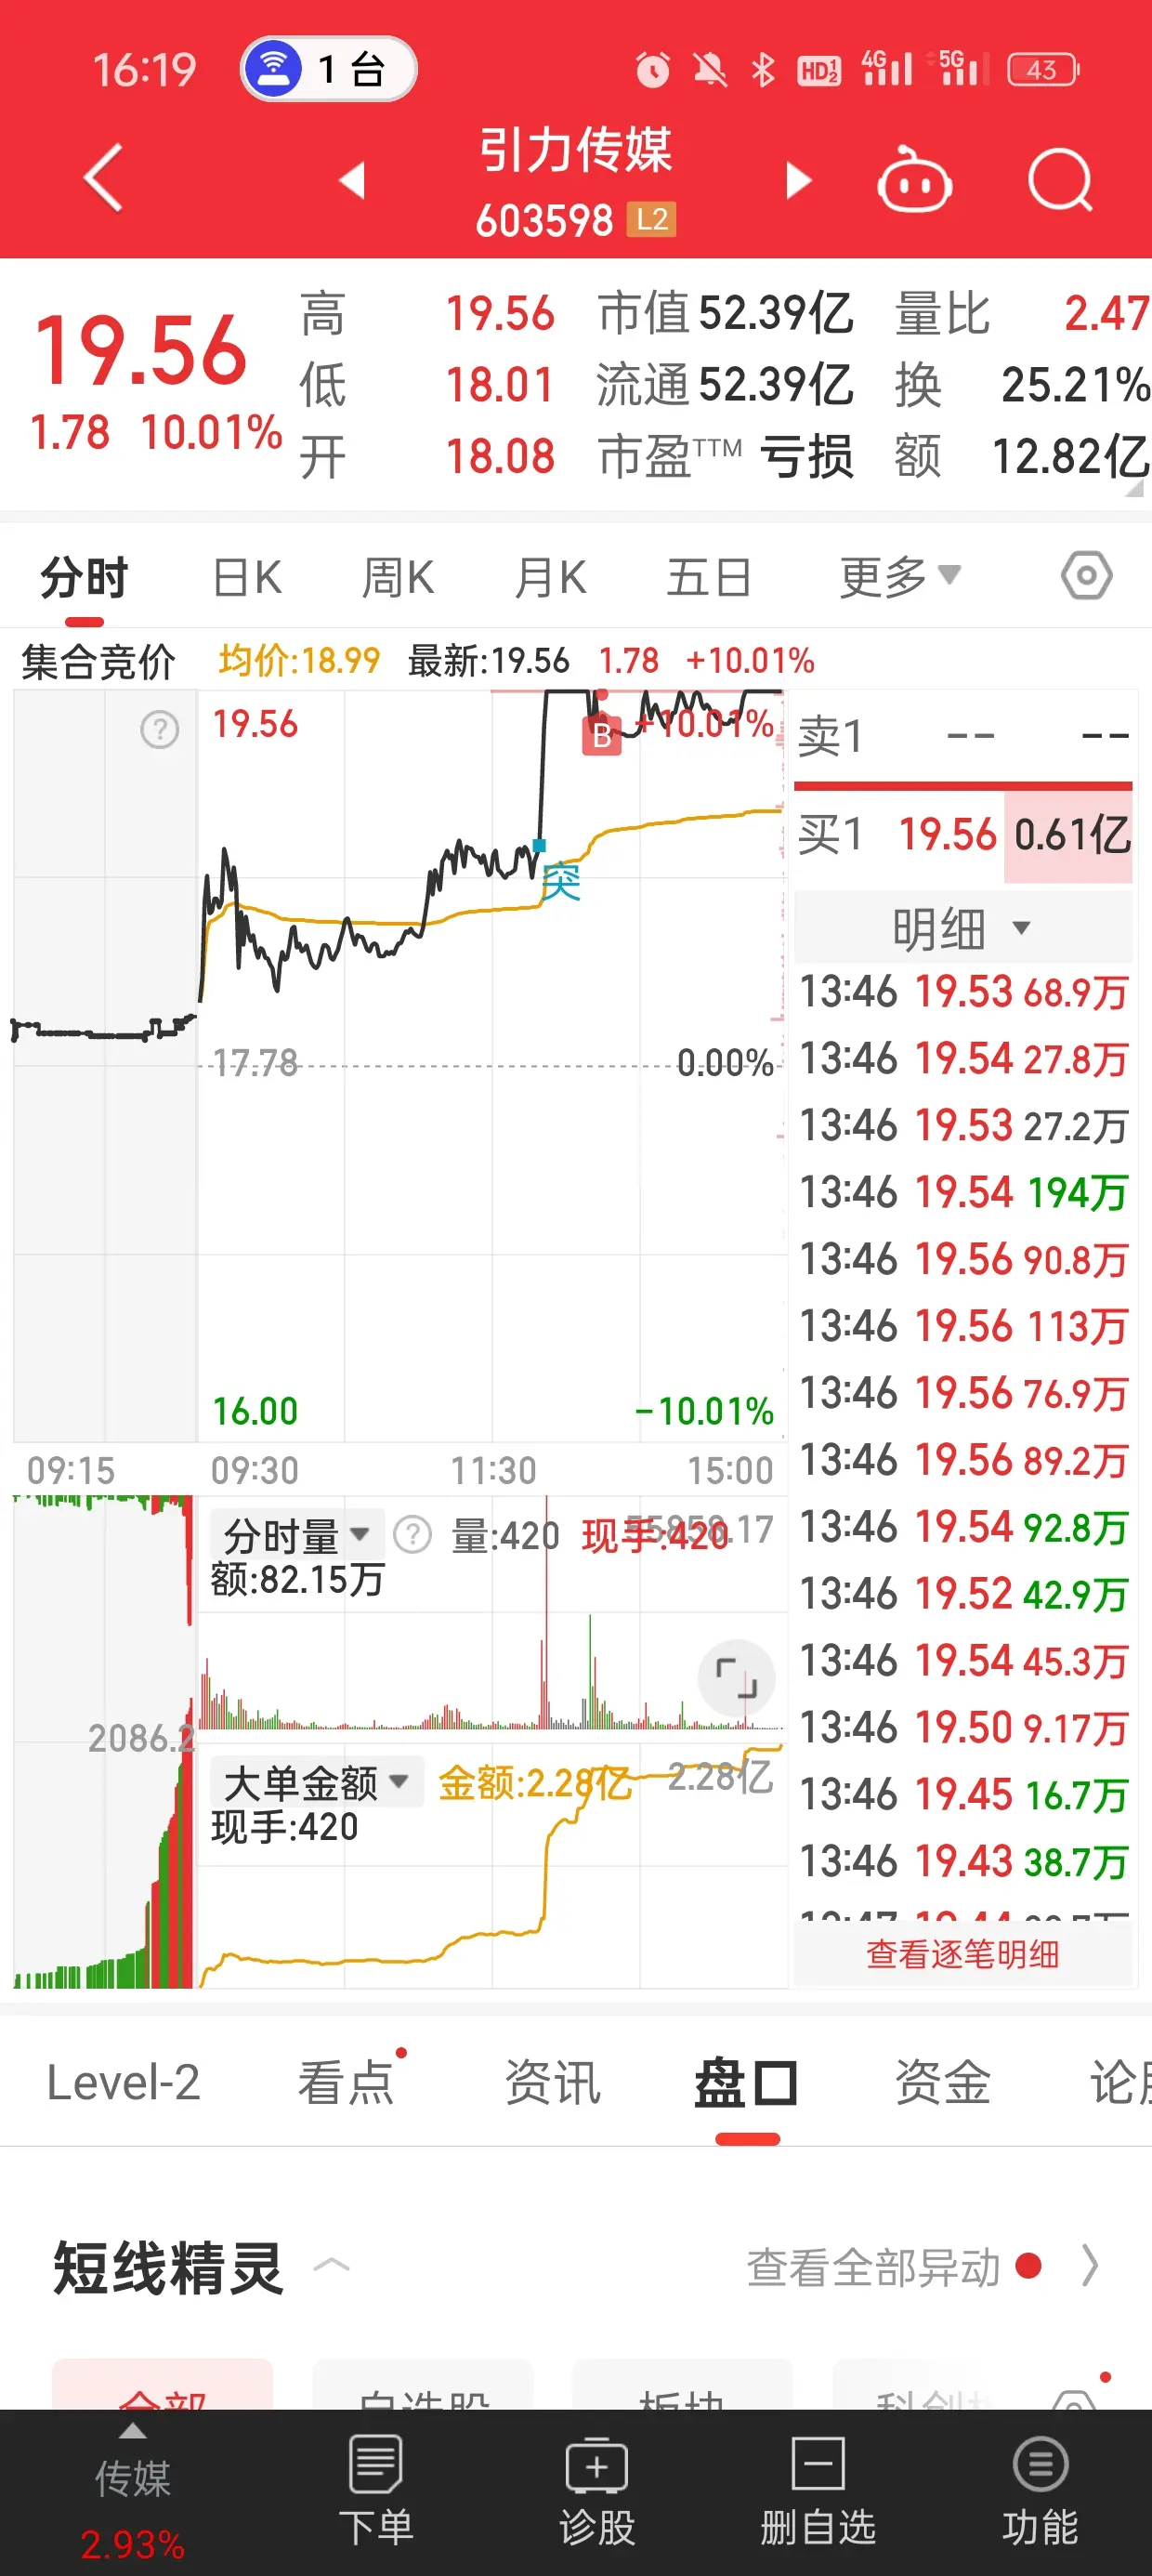 16:19 1 台 HD 1 2 4G 5G 43
引力传媒
603598 L2
19.56
1.78 10.01%
高 19.56 市值 52.39亿 量比 2.47
低 18.01 流通 52.39亿 换 25.21%
开 18.08 市盈TTM 亏损 额 12.82亿
分时 日K 周K 月K 五日 更多
集合竞价 均价:18.99 最新:19.56 1.78 +10.01%
? 19.56 B +10.01%
突
17.78 0.00%
16.00 -10.01%
09:15 09:30 11:30 15:00
分时量 ? 量:420 现手:420 55858.17
额:82.15万
2086.2
大单金额 金额:2.28亿 2.28亿
现手:420
卖1 -- --
买1 19.56 0.61亿
明细
13:46 19.53 68.9万
13:46 19.54 27.8万
13:46 19.53 27.2万
13:46 19.54 194万
13:46 19.56 90.8万
13:46 19.56 113万
13:46 19.56 76.9万
13:46 19.56 89.2万
13:46 19.54 92.8万
13:46 19.52 42.9万
13:46 19.54 45.3万
13:46 19.50 9.17万
13:46 19.45 16.7万
13:46 19.43 38.7万
查看逐笔明细
Level-2 看点 资讯 盘口 资金 论股
短线精灵 查看全部异动
全部 自选股 板块
传媒 下单 诊股 删自选 功能
2.93%